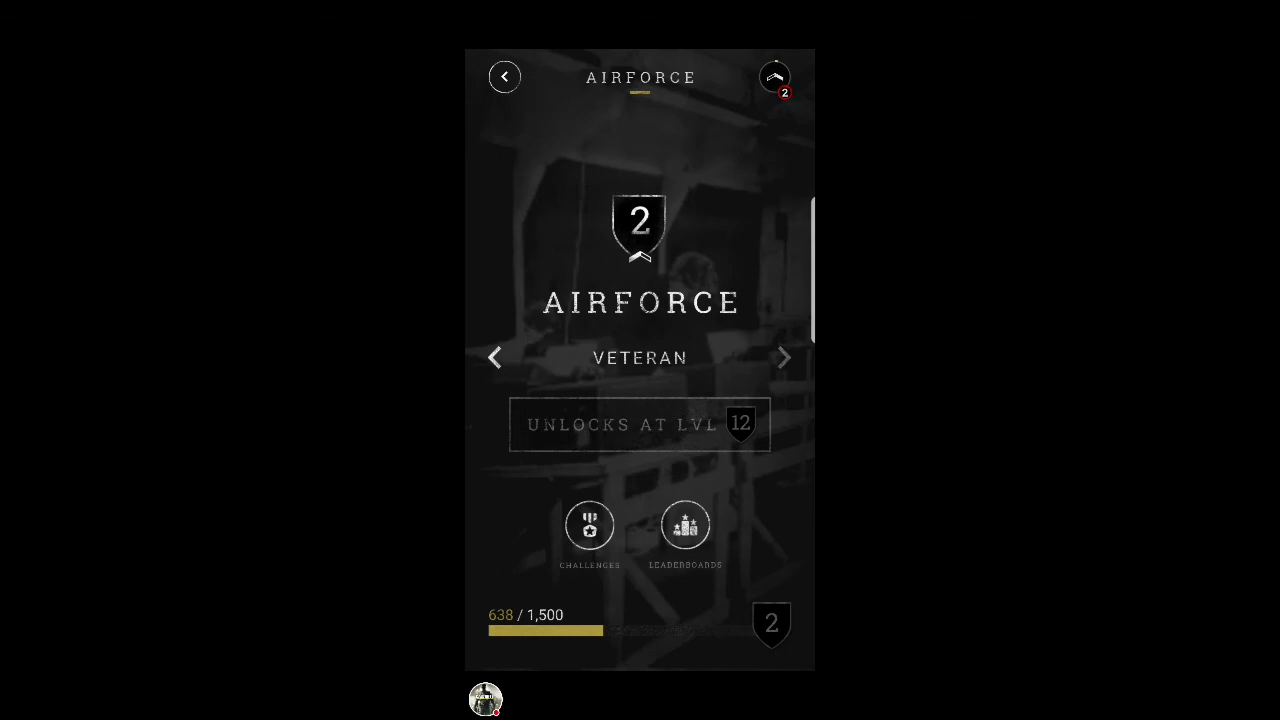 AIRFORCE
2
2
AIRFORCE
VETERAN
UNLOCKS AT LVL 12
CHALLENGES LEADERBOARDS
638 / 1,500
2